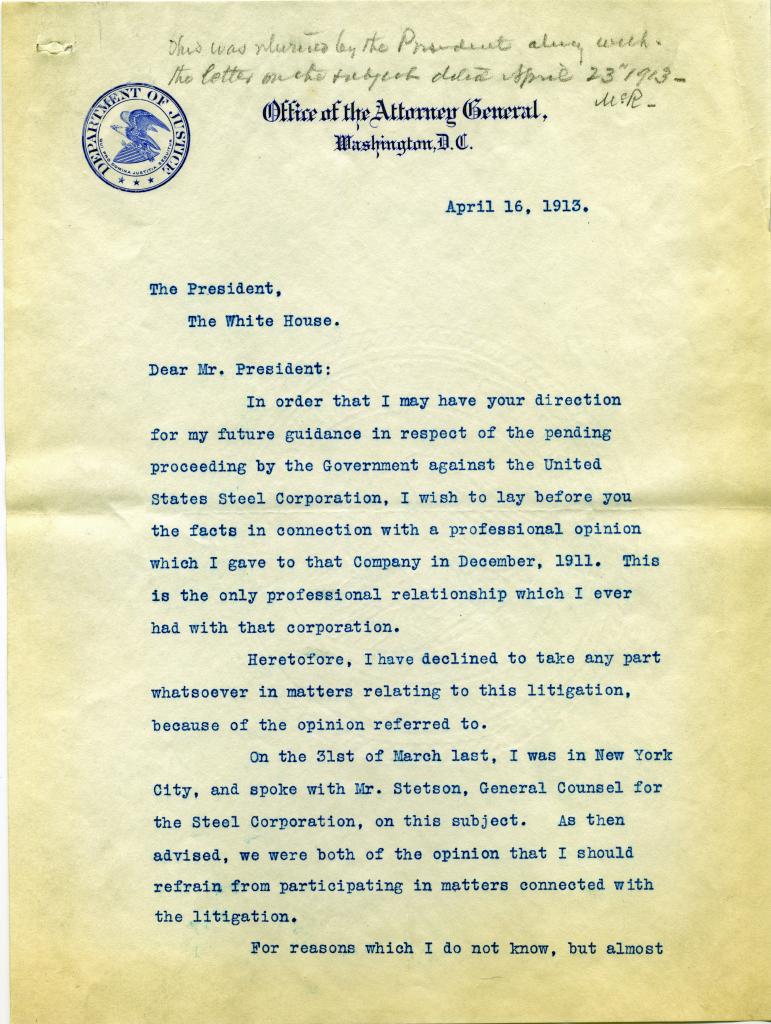 This was returned by the President along with
the letter on the subject dated April 23" 1913 -
McR -
DEPARTMENT OF JUSTICE
QUI PRO DOMINA JUSTITIA SEQUITUR
Office of the Attorney General,
Washington, D.C.
April 16, 1913.
The President,
The White House.
Dear Mr. President:
In order that I may have your direction
for my future guidance in respect of the pending
proceeding by the Government against the United
States Steel Corporation, I wish to lay before you
the facts in connection with a professional opinion
which I gave to that Company in December, 1911. This
is the only professional relationship which I ever
had with that corporation.
Heretofore, I have declined to take any part
whatsoever in matters relating to this litigation,
because of the opinion referred to.
On the 31st of March last, I was in New York
City, and spoke with Mr. Stetson, General Counsel for
the Steel Corporation, on this subject. As then
advised, we were both of the opinion that I should
refrain from participating in matters connected with
the litigation.
For reasons which I do not know, but almost